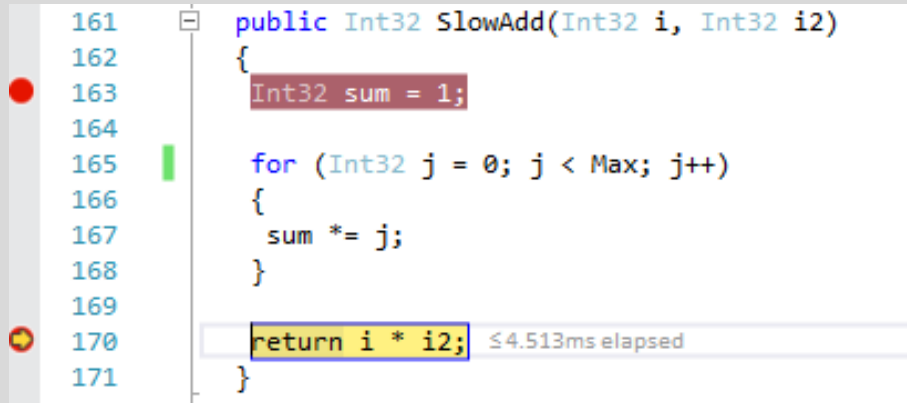 161 public Int32 SlowAdd(Int32 i, Int32 i2)
162 {
163 Int32 sum = 1;
164
165 for (Int32 j = 0; j < Max; j++)
166 {
167 sum *= j;
168 }
169
170 return i * i2; ≤4.513ms elapsed
171 }